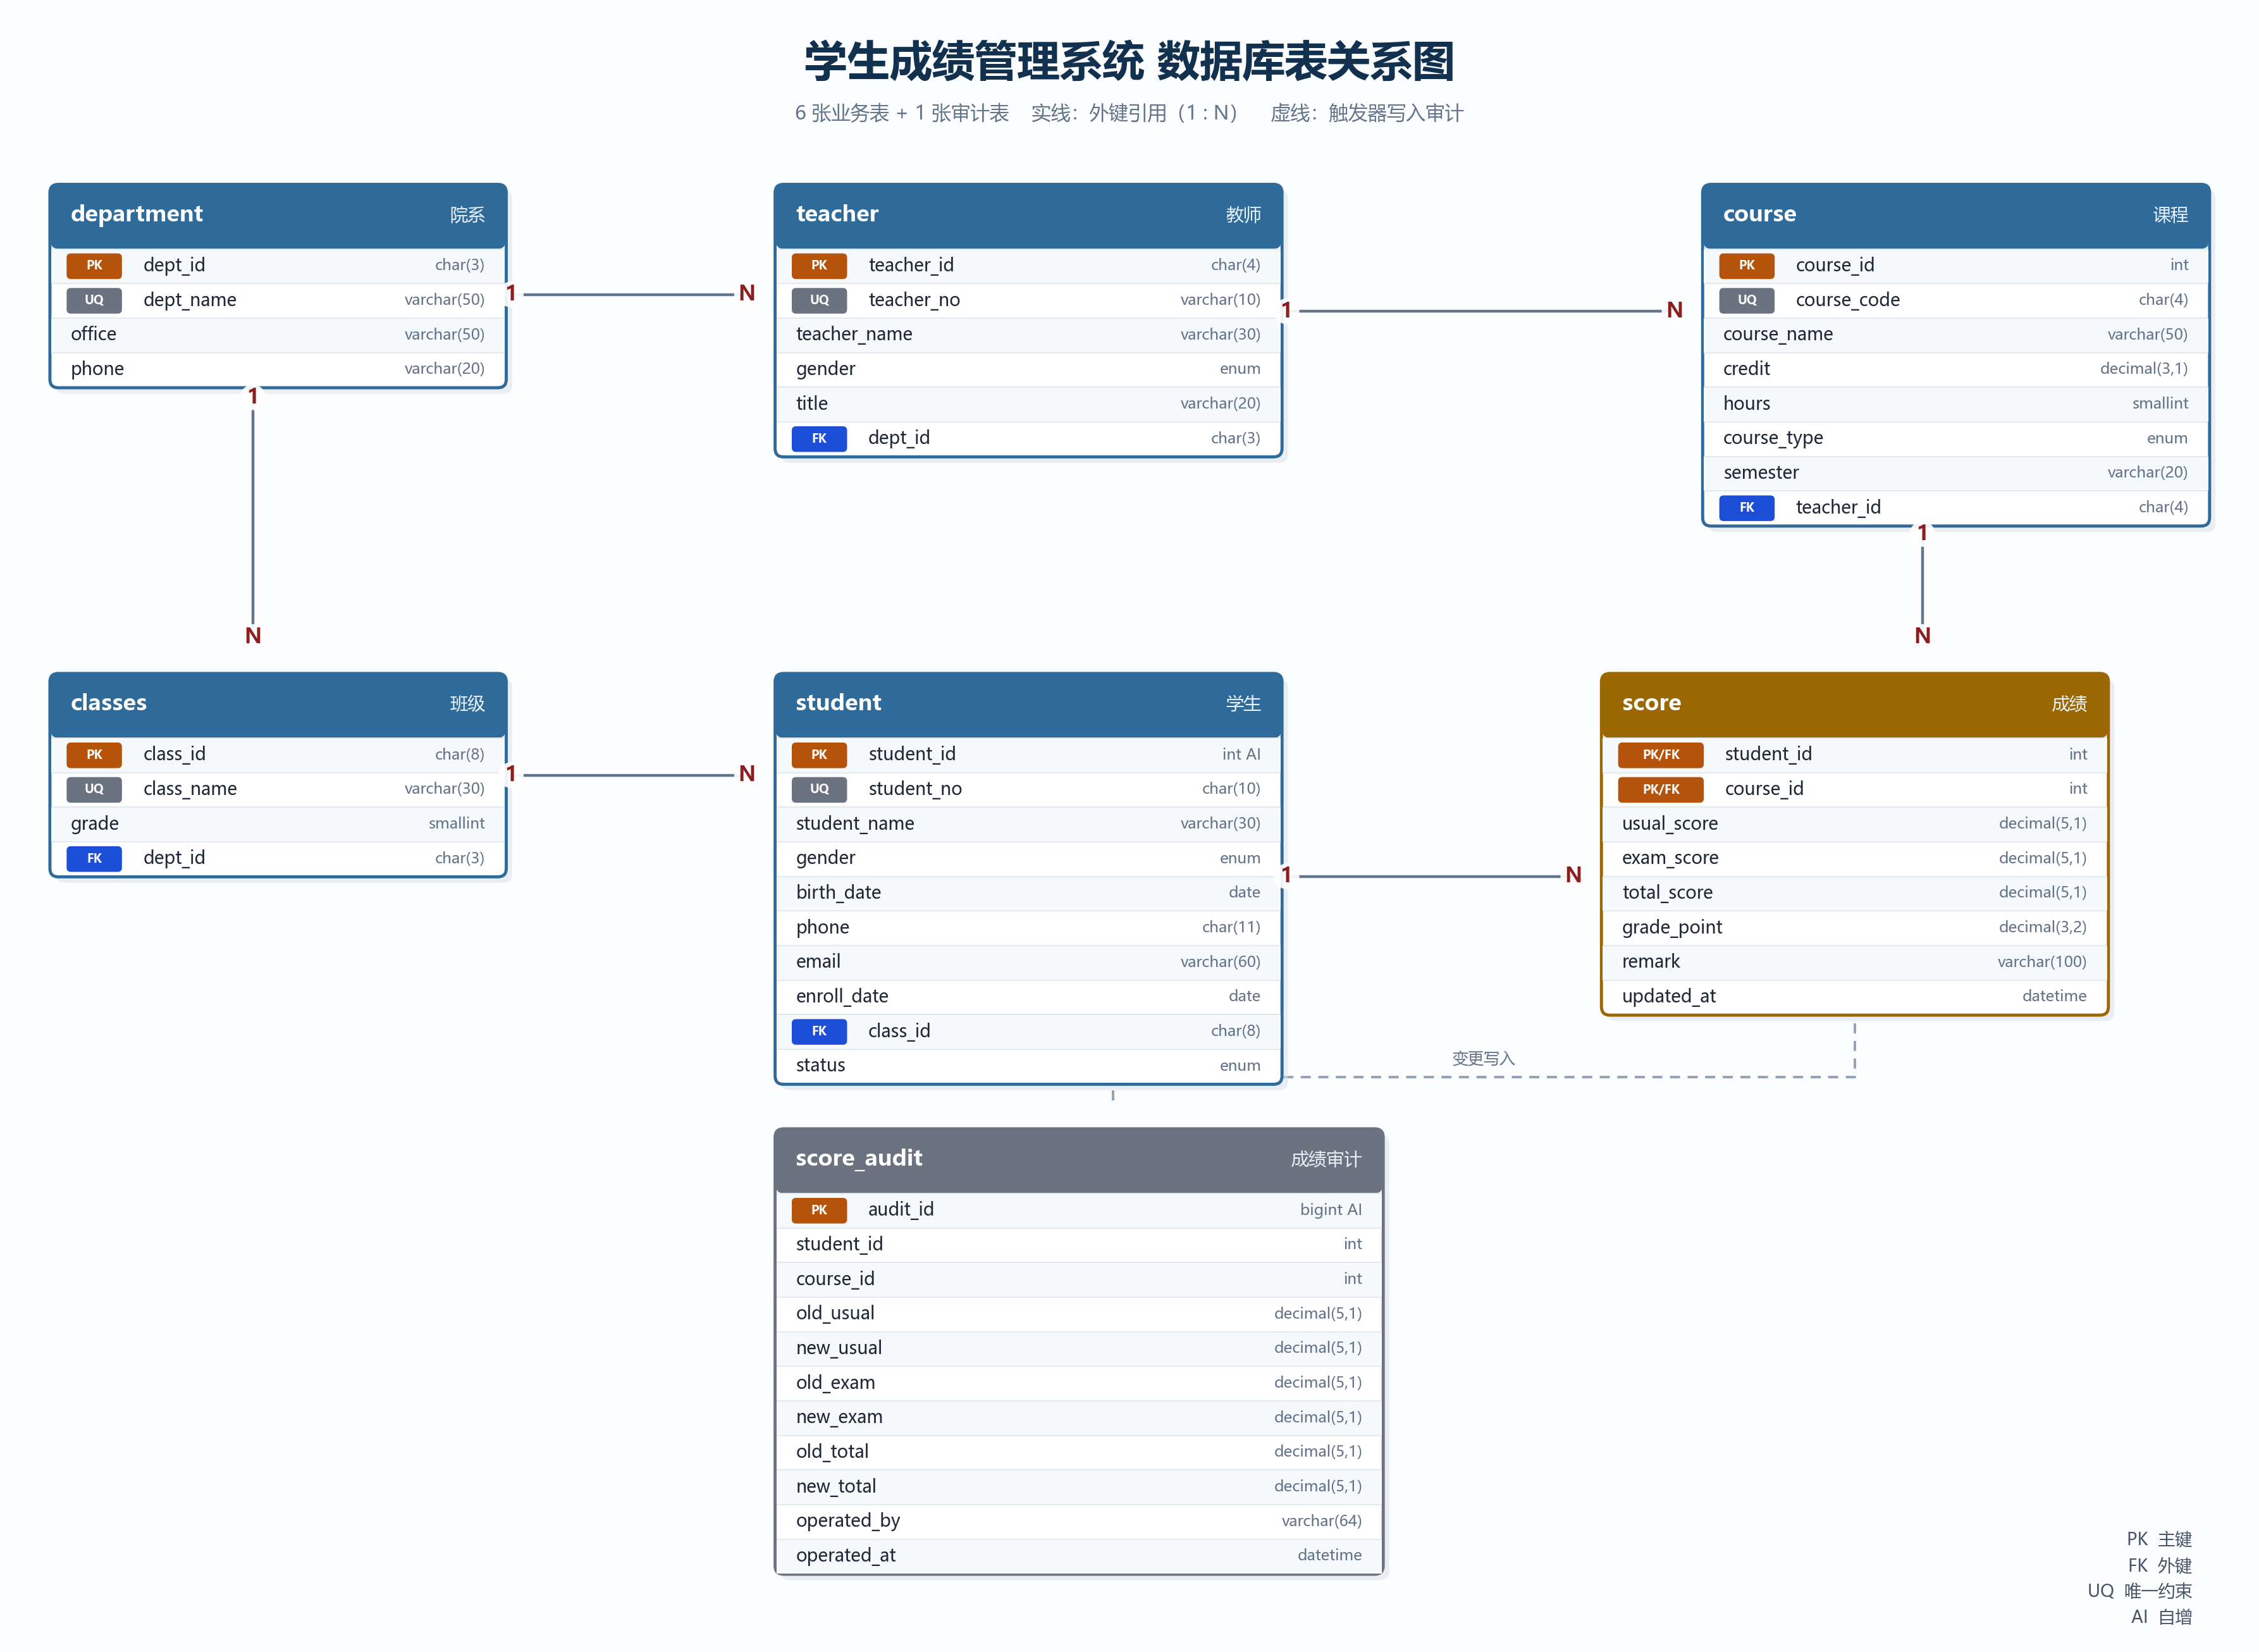 学生成绩管理系统 数据库表关系图
6 张业务表 + 1 张审计表 实线：外键引用（1 : N） 虚线：触发器写入审计
department 院系
PK dept_id char(3)
UQ dept_name varchar(50)
office varchar(50)
phone varchar(20)
1 N
teacher 教师
PK teacher_id char(4)
UQ teacher_no varchar(10)
teacher_name varchar(30)
gender enum
title varchar(20)
FK dept_id char(3)
1 N
course 课程
PK course_id int
UQ course_code char(4)
course_name varchar(50)
credit decimal(3,1)
hours smallint
course_type enum
semester varchar(20)
FK teacher_id char(4)
1
N
1
N
classes 班级
PK class_id char(8)
UQ class_name varchar(30)
grade smallint
FK dept_id char(3)
1 N
student 学生
PK student_id int AI
UQ student_no char(10)
student_name varchar(30)
gender enum
birth_date date
phone char(11)
email varchar(60)
enroll_date date
FK class_id char(8)
status enum
1 N
score 成绩
PK/FK student_id int
PK/FK course_id int
usual_score decimal(5,1)
exam_score decimal(5,1)
total_score decimal(5,1)
grade_point decimal(3,2)
remark varchar(100)
updated_at datetime
变更写入
score_audit 成绩审计
PK audit_id bigint AI
student_id int
course_id int
old_usual decimal(5,1)
new_usual decimal(5,1)
old_exam decimal(5,1)
new_exam decimal(5,1)
old_total decimal(5,1)
new_total decimal(5,1)
operated_by varchar(64)
operated_at datetime
PK 主键
FK 外键
UQ 唯一约束
AI 自增